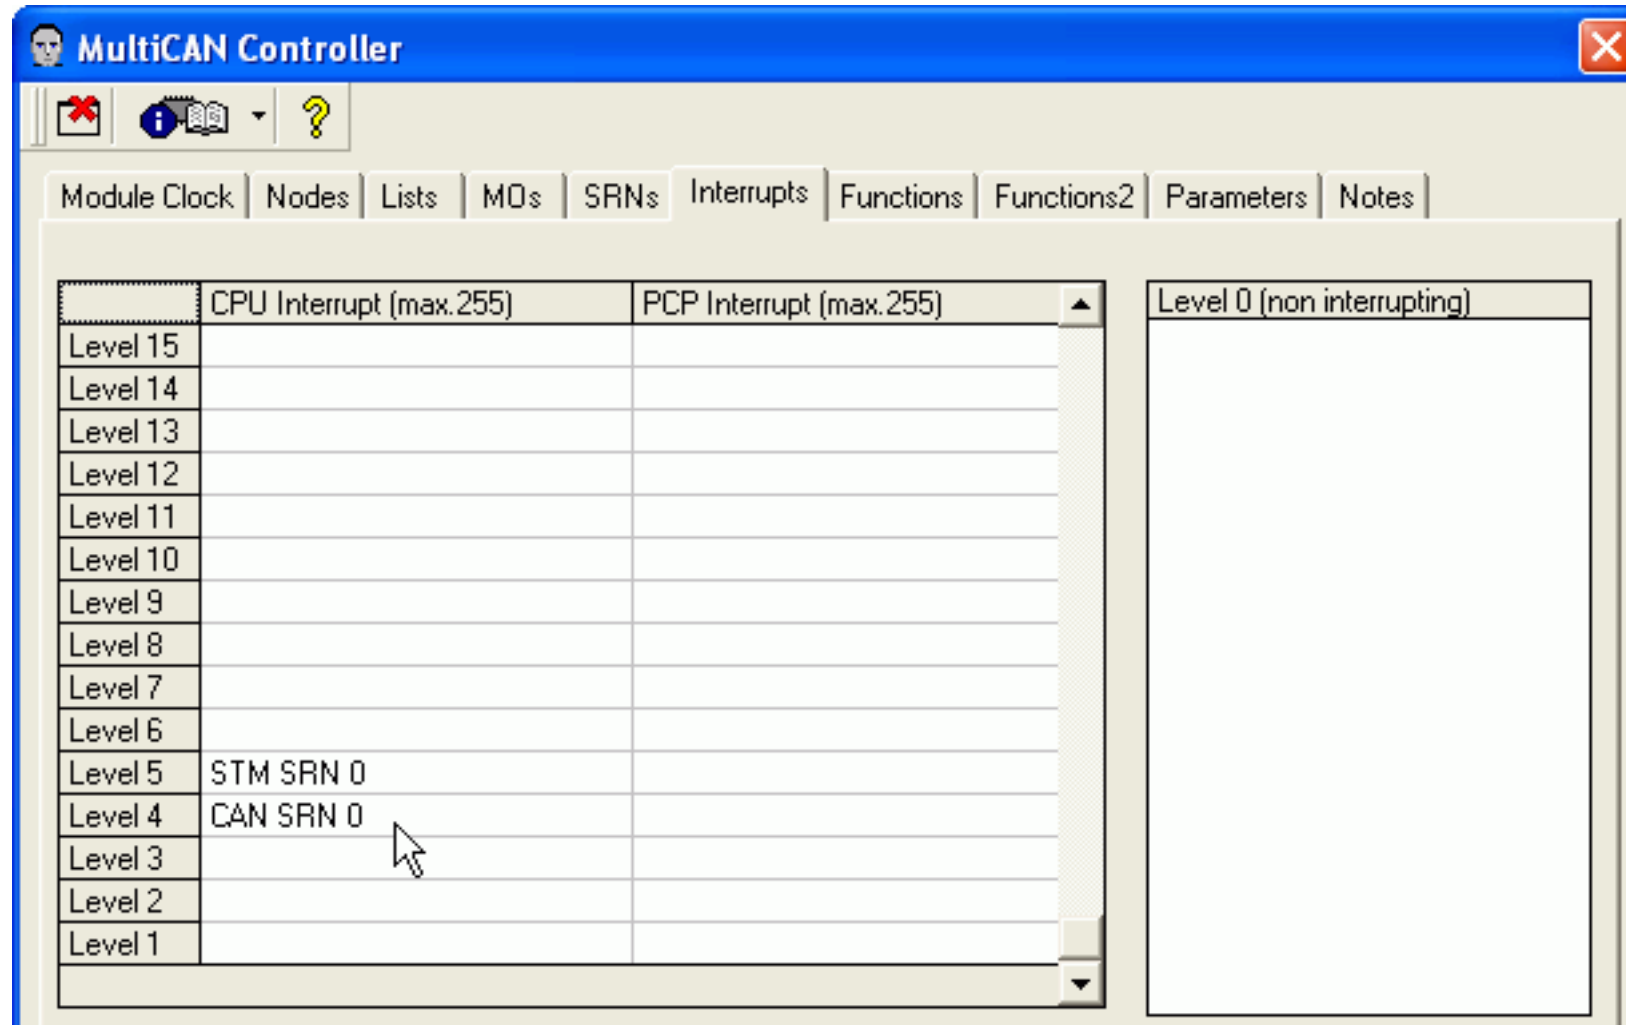 MultiCAN Controller
Module Clock Nodes Lists MOs SRNs Interrupts Functions Functions2 Parameters Notes
CPU Interrupt (max.255) PCP Interrupt (max.255) Level 0 (non interrupting)
Level 15
Level 14
Level 13
Level 12
Level 11
Level 10
Level 9
Level 8
Level 7
Level 6
Level 5 STM SRN 0
Level 4 CAN SRN 0
Level 3
Level 2
Level 1